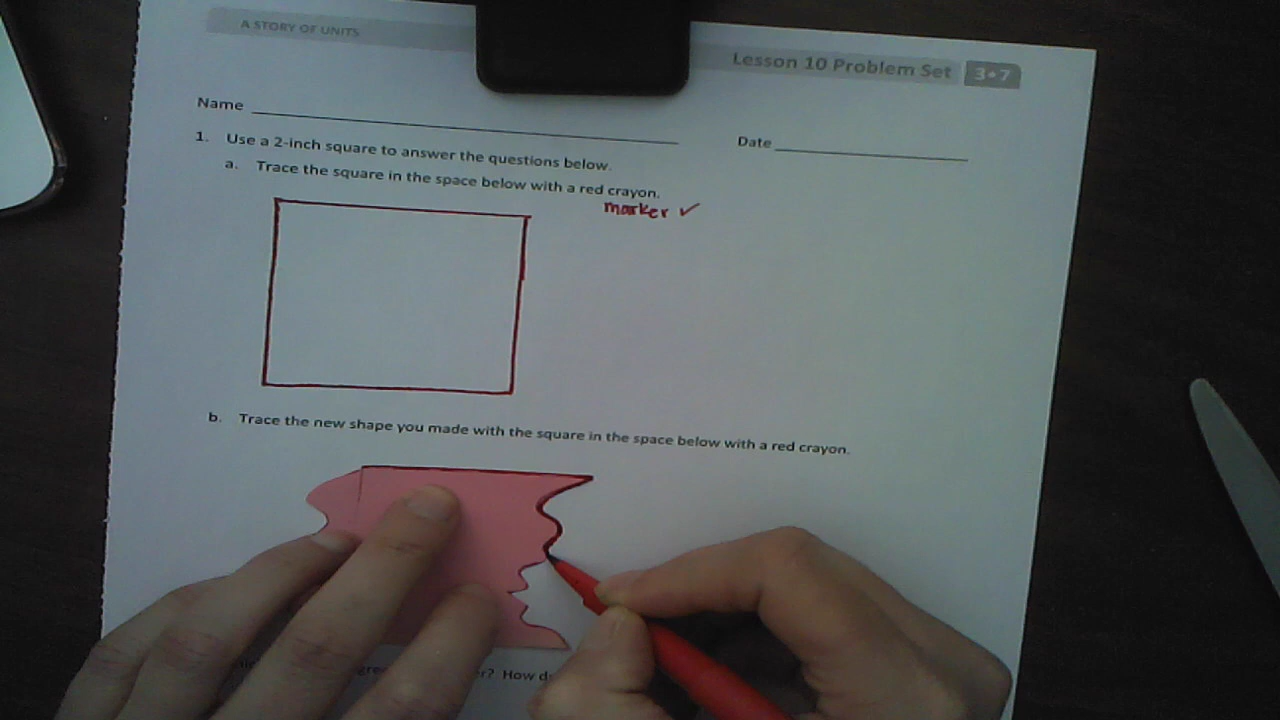 A STORY OF UNITS
Lesson 10 Problem Set 3•7
Name
Date
1. Use a 2-inch square to answer the questions below.
a. Trace the square in the space below with a red crayon.
marker ✓
b. Trace the new shape you made with the square in the space below with a red crayon.
How